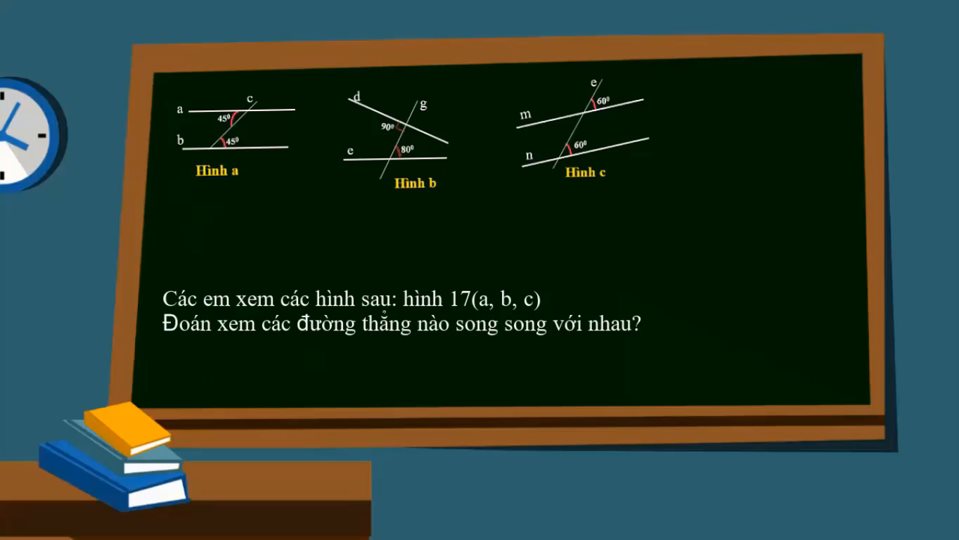 a
c
45⁰
b
45⁰
Hình a
d
g
90⁰
e
80⁰
Hình b
e
60⁰
m
n
60⁰
Hình c
Các em xem các hình sau: hình 17(a, b, c)
Đoán xem các đường thẳng nào song song với nhau?